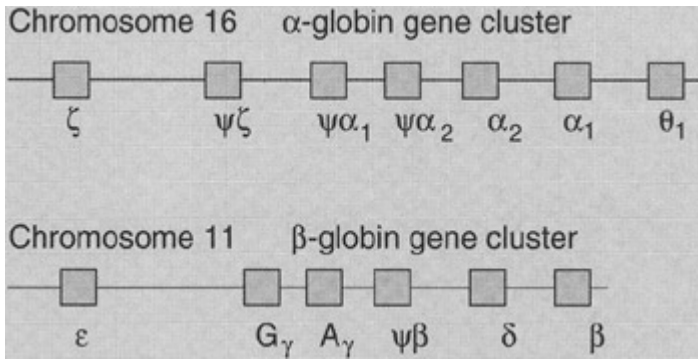 Chromosome 16 α-globin gene cluster
ζ ψζ ψα₁ ψα₂ α₂ α₁ θ₁
Chromosome 11 β-globin gene cluster
ε Gᵧ Aᵧ ψβ δ β